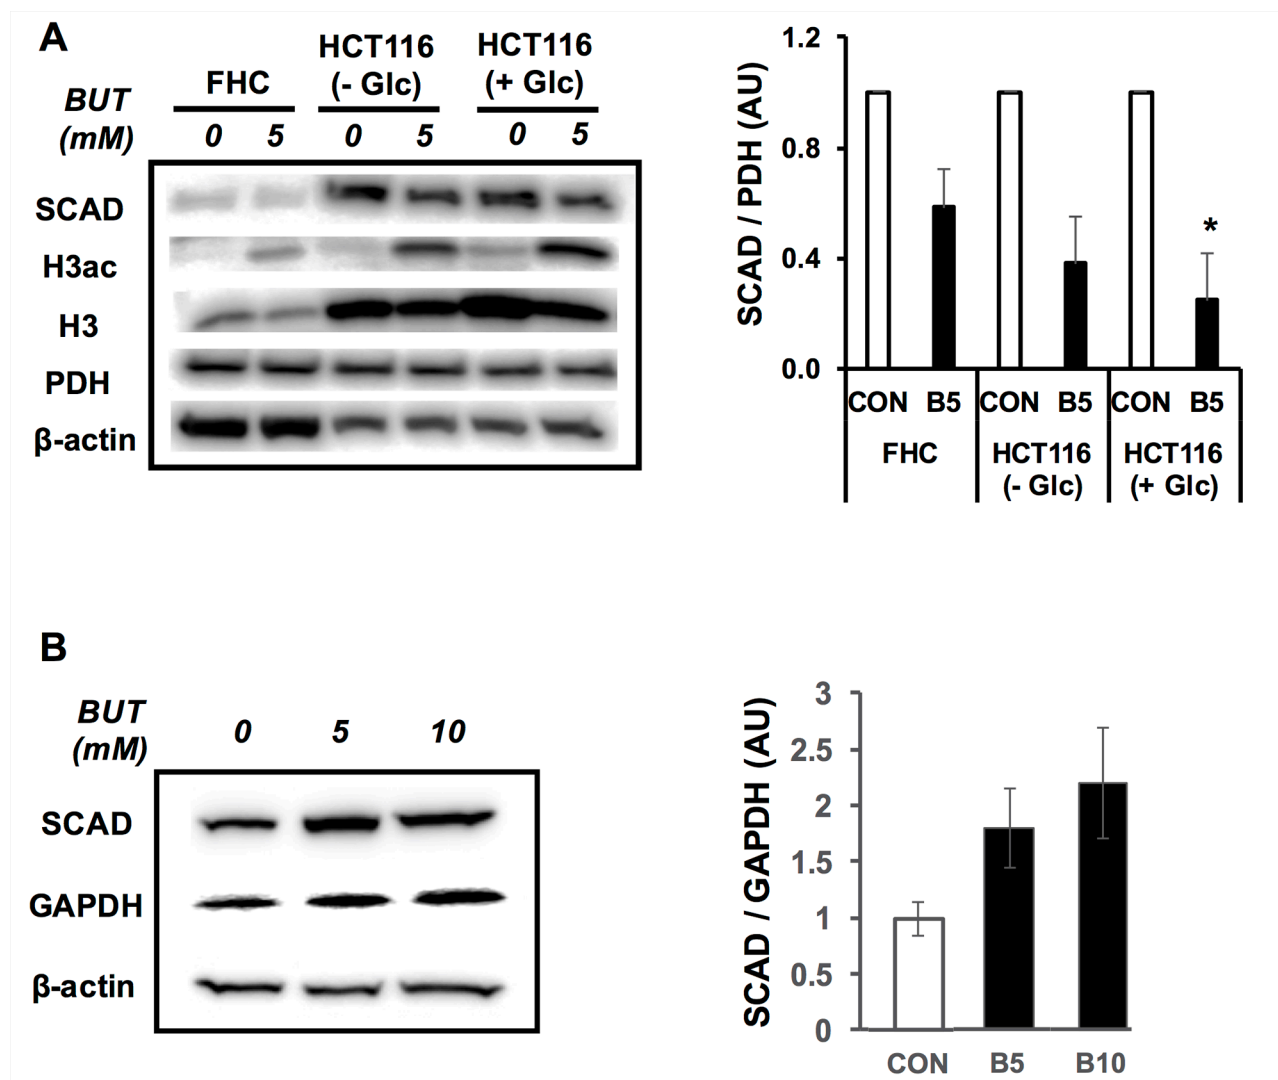 A
BUT
(mM)
FHC
HCT116
(- Glc)
HCT116
(+ Glc)
0 5 0 5 0 5
SCAD
H3ac
H3
PDH
β-actin
SCAD / PDH (AU)
1.2
0.8
0.4
0.0
*
CON B5 CON B5 CON B5
FHC
HCT116
(- Glc)
HCT116
(+ Glc)
B
BUT
(mM)
0 5 10
SCAD
GAPDH
β-actin
SCAD / GAPDH (AU)
3
2.5
2
1.5
1
0.5
0
CON B5 B10